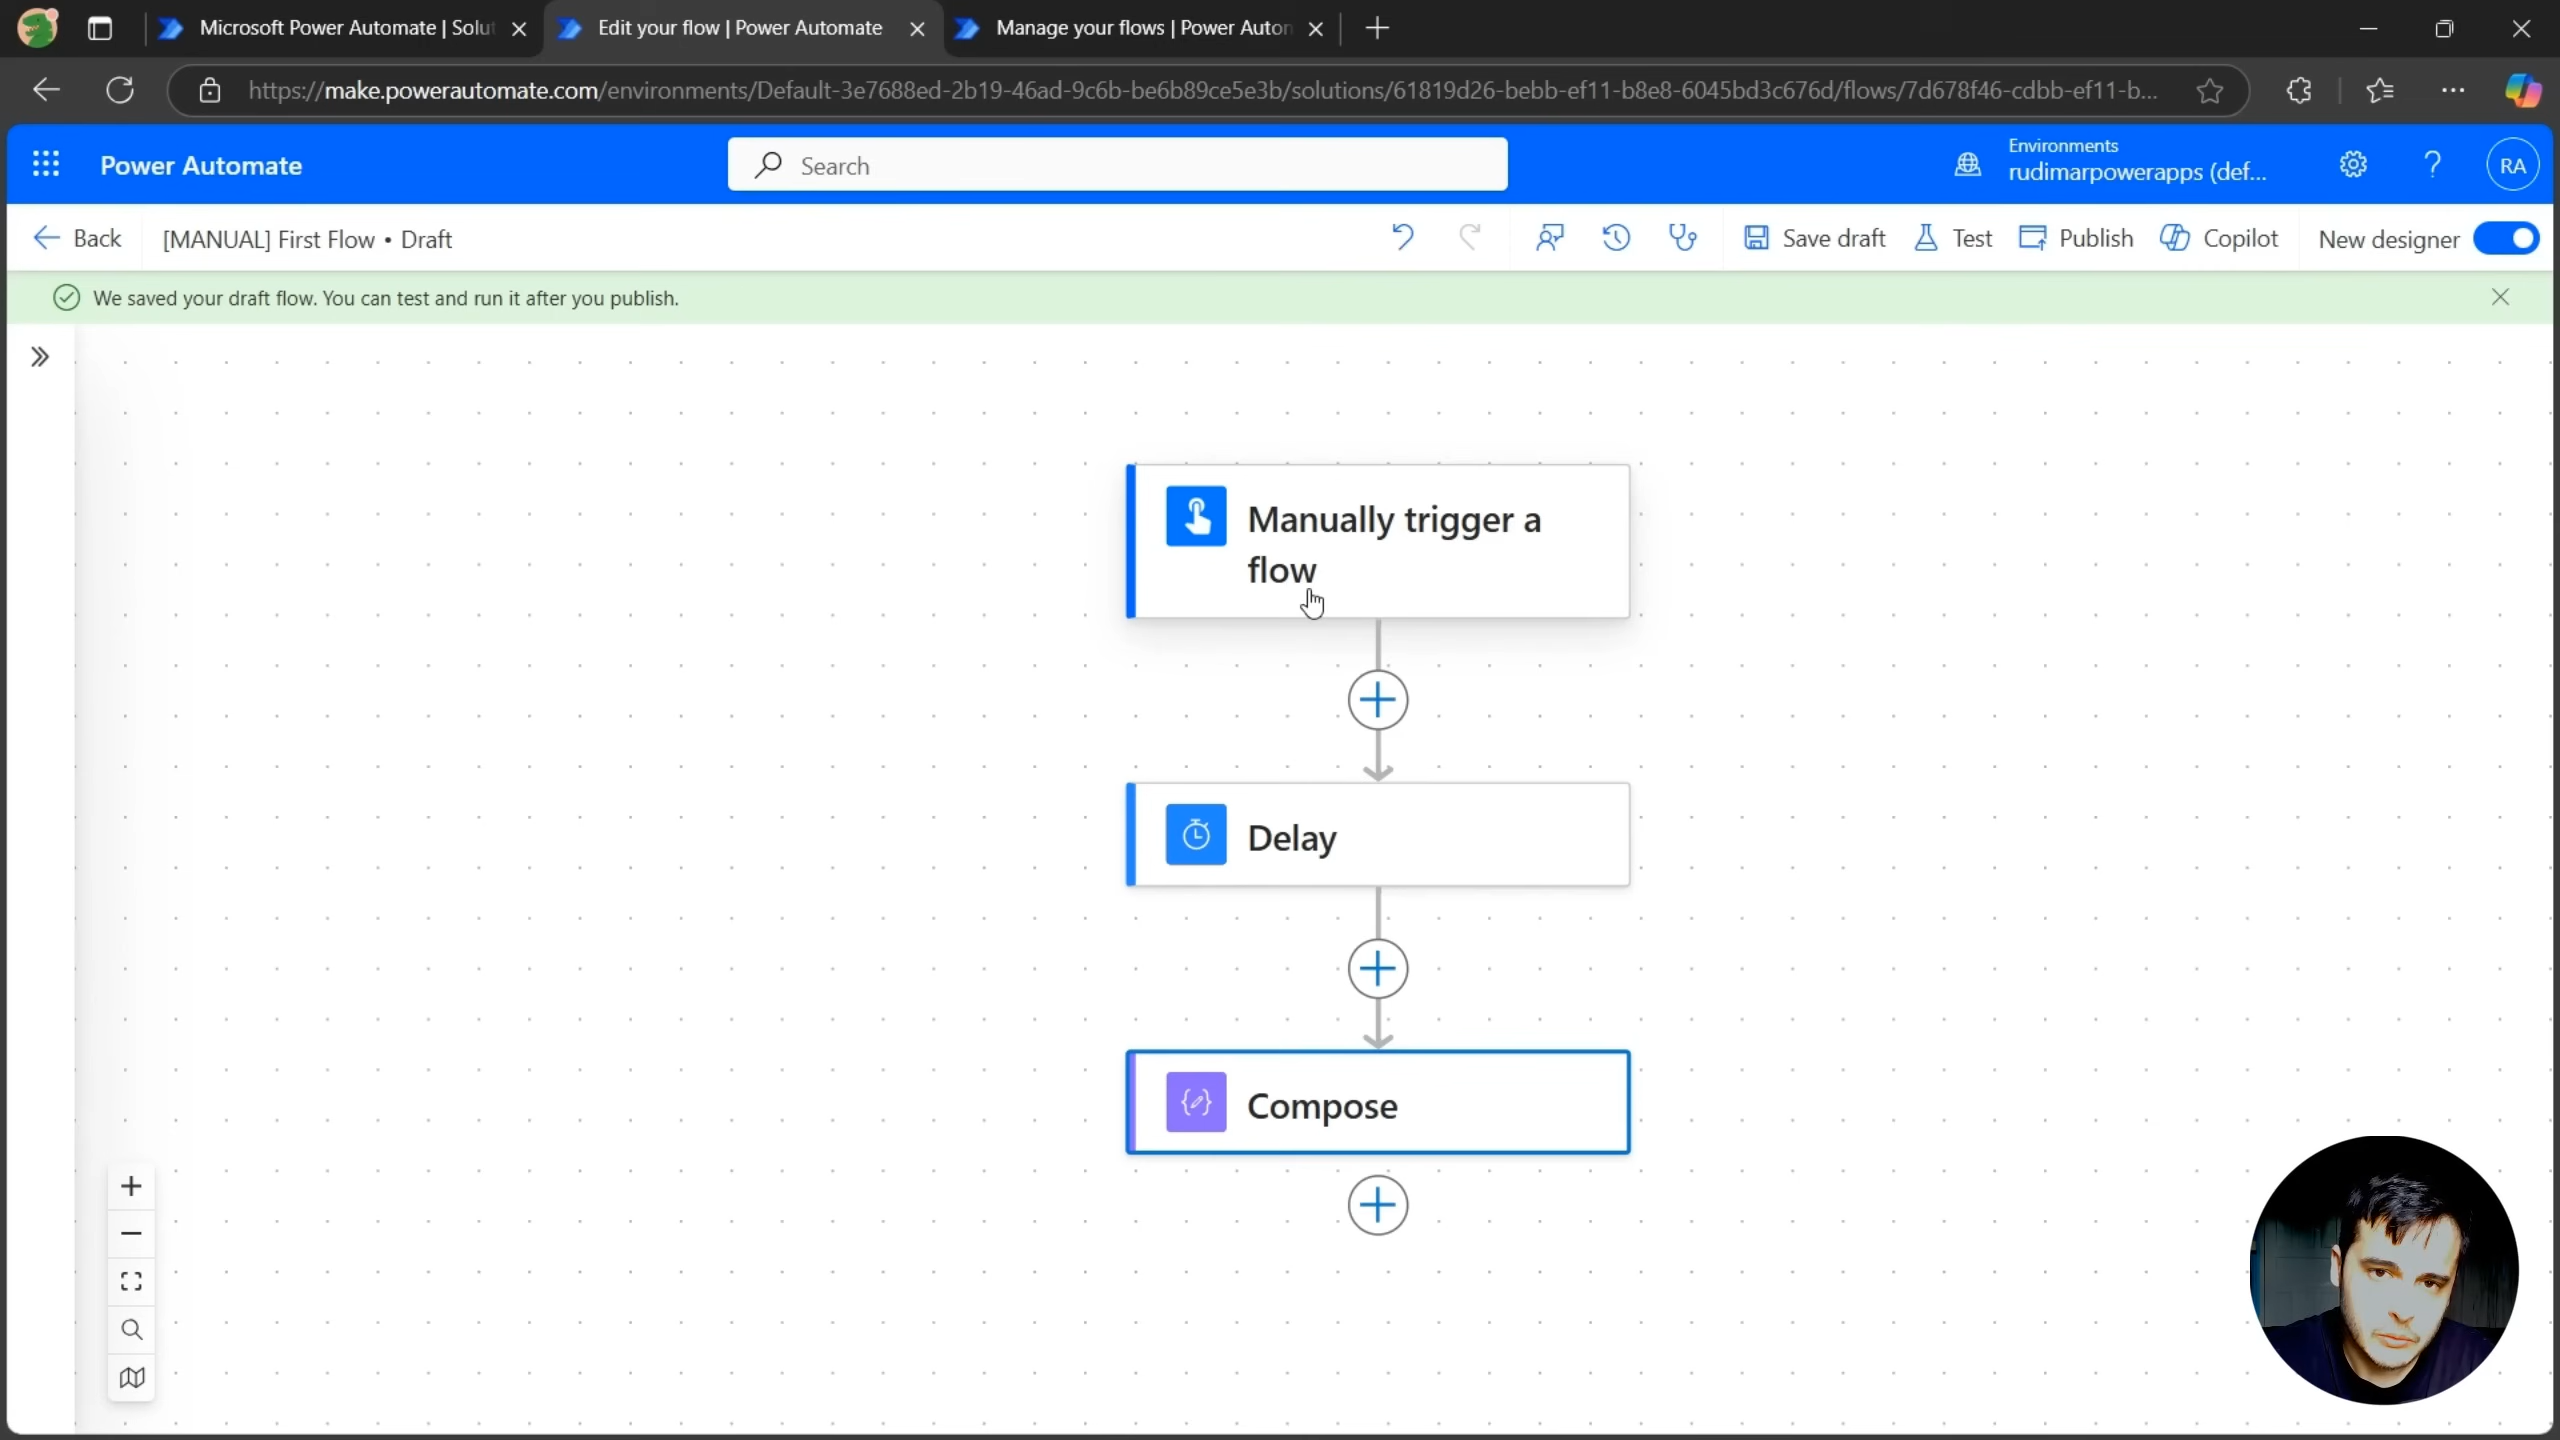 Microsoft Power Automate | Solut
Edit your flow | Power Automate
Manage your flows | Power Auton
https://make.powerautomate.com/environments/Default-3e7688ed-2b19-46ad-9c6b-be6b89ce5e3b/solutions/61819d26-bebb-ef11-b8e8-6045bd3c676d/flows/7d678f46-cdbb-ef11-b...
Power Automate
Search
Environments
rudimarpowerapps (def...
?
RA
Back
[MANUAL] First Flow • Draft
Save draft
Test
Publish
Copilot
New designer
We saved your draft flow. You can test and run it after you publish.
Manually trigger a
flow
Delay
Compose